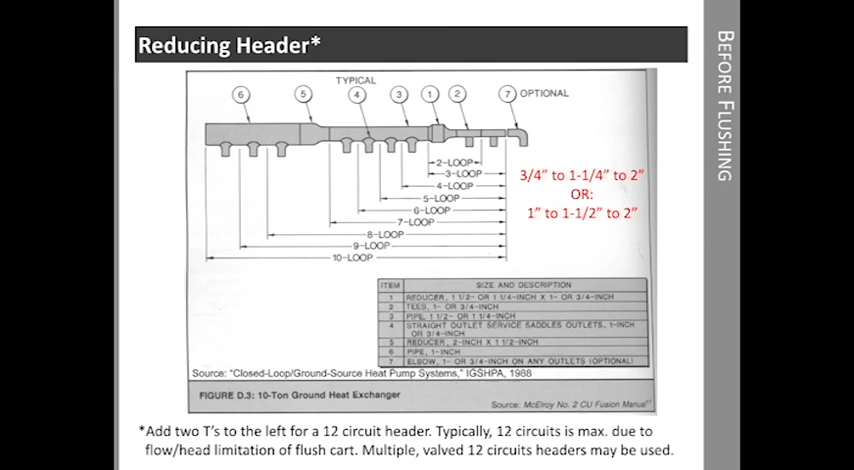 Reducing Header*
BEFORE FLUSHING
TYPICAL
6 5 4 3 1 2 7 OPTIONAL
2-LOOP
3-LOOP
4-LOOP
5-LOOP
6-LOOP
7-LOOP
8-LOOP
9-LOOP
10-LOOP
3/4" to 1-1/4" to 2"
OR:
1" to 1-1/2" to 2"
ITEM SIZE AND DESCRIPTION
1 REDUCER, 1 1/2- OR 1 1/4-INCH X 1- OR 3/4-INCH
2 TEES, 1- OR 3/4-INCH
3 PIPE, 1 1/2- OR 1 1/4-INCH
4 STRAIGHT OUTLET SERVICE SADDLES OUTLETS, 1-INCH
OR 3/4-INCH
5 REDUCER, 2-INCH X 1 1/2-INCH
6 PIPE, 1-INCH
7 ELBOW, 1- OR 3/4-INCH ON ANY OUTLETS (OPTIONAL)
Source: "Closed-Loop/Ground-Source Heat Pump Systems," IGSHPA, 1988
FIGURE D.3: 10-Ton Ground Heat Exchanger
Source: McElroy No. 2 CU Fusion Manual
*Add two T's to the left for a 12 circuit header. Typically, 12 circuits is max. due to
flow/head limitation of flush cart. Multiple, valved 12 circuits headers may be used.